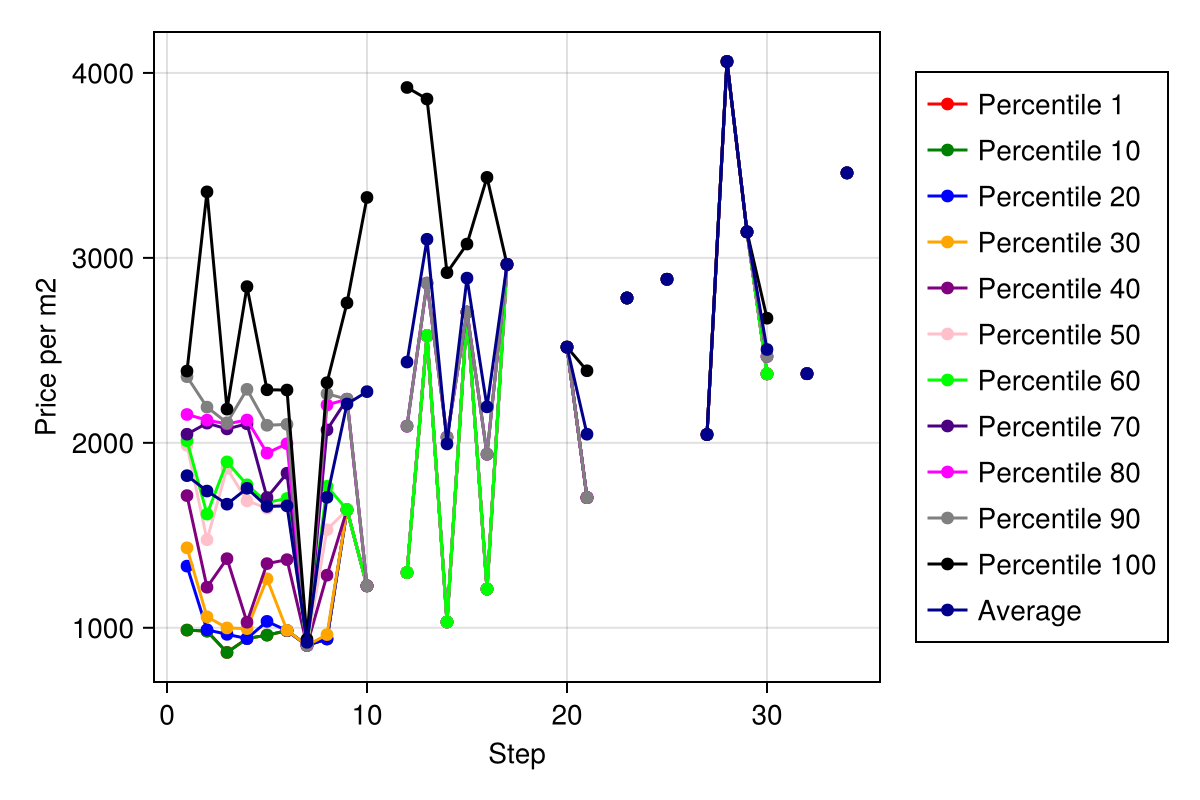 4000
3000
2000
1000
Price per m2
0 10 20 30
Step
Percentile 1
Percentile 10
Percentile 20
Percentile 30
Percentile 40
Percentile 50
Percentile 60
Percentile 70
Percentile 80
Percentile 90
Percentile 100
Average